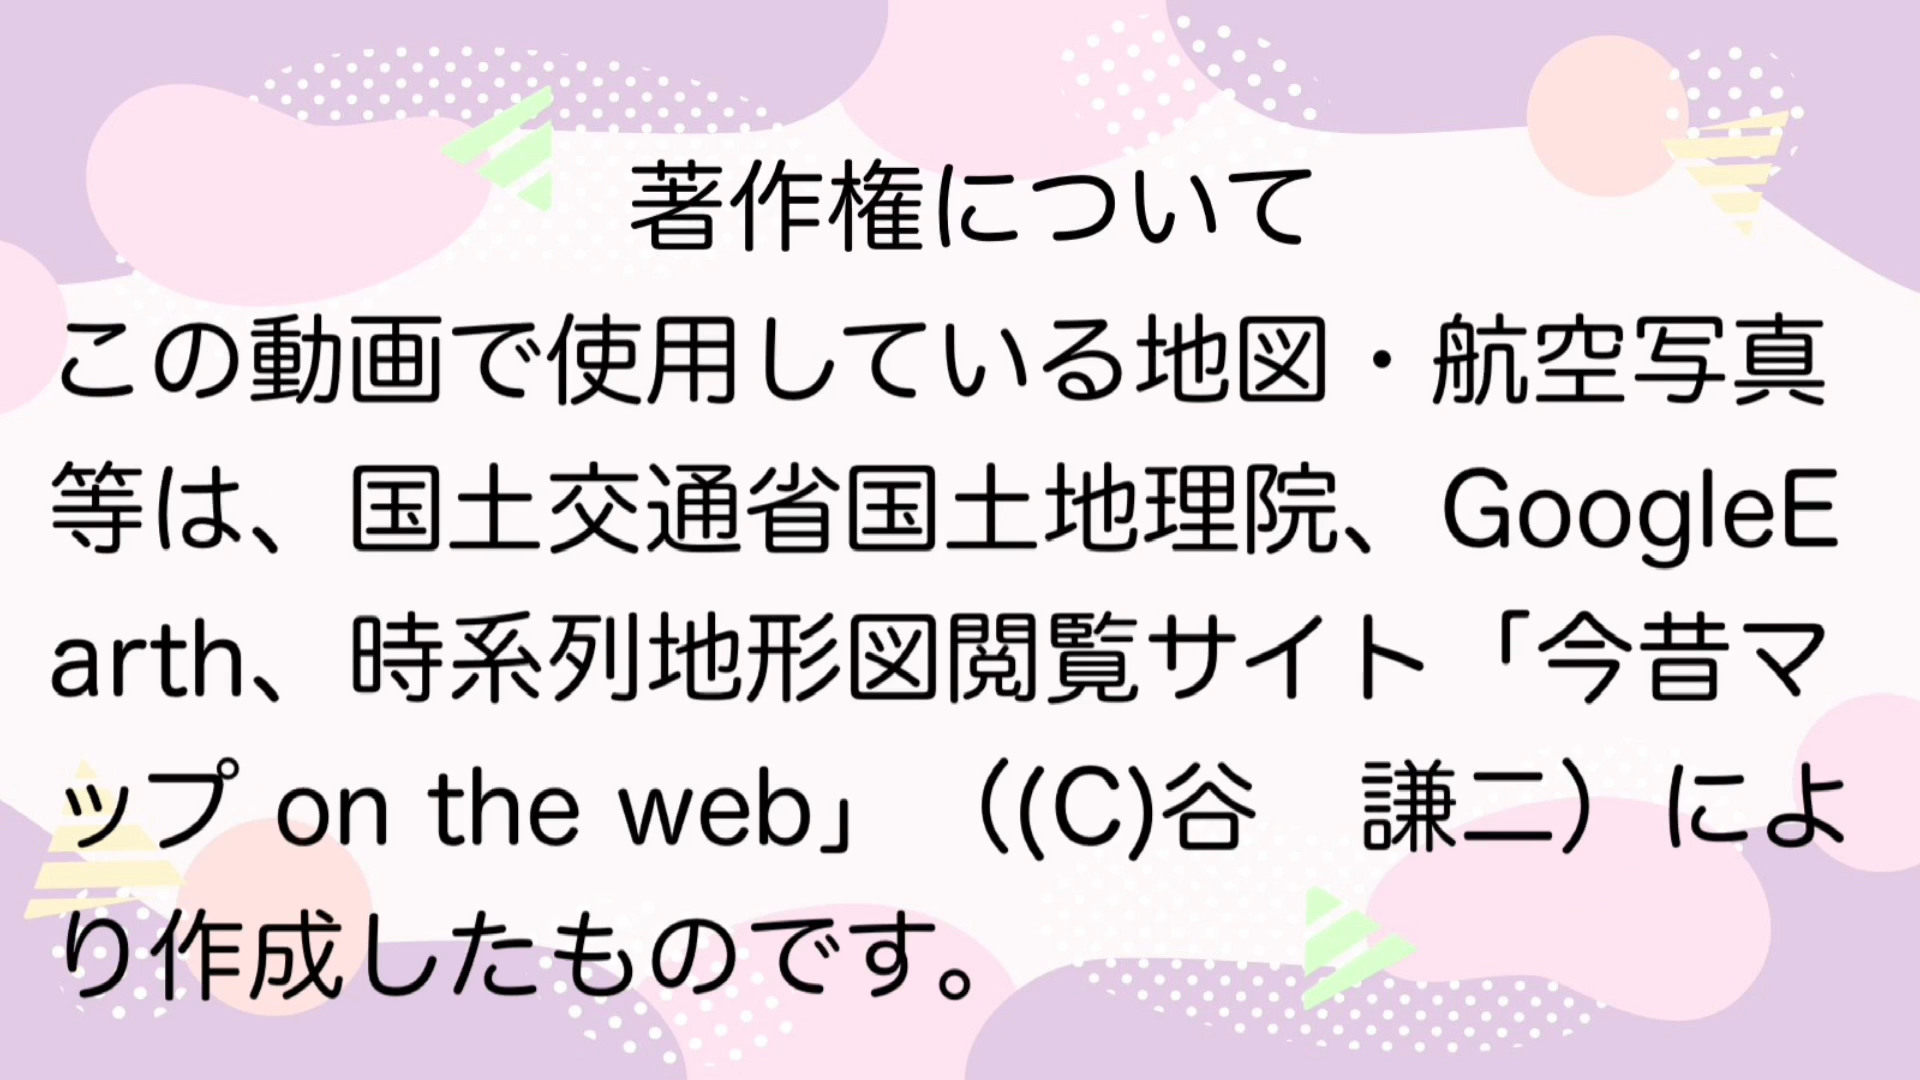 著作権について
この動画で使用している地図・航空写真
等は、国土交通省国土地理院、GoogleE
arth、時系列地形図閲覧サイト「今昔マ
ップ on the web」（(C)谷　謙二）によ
り作成したものです。